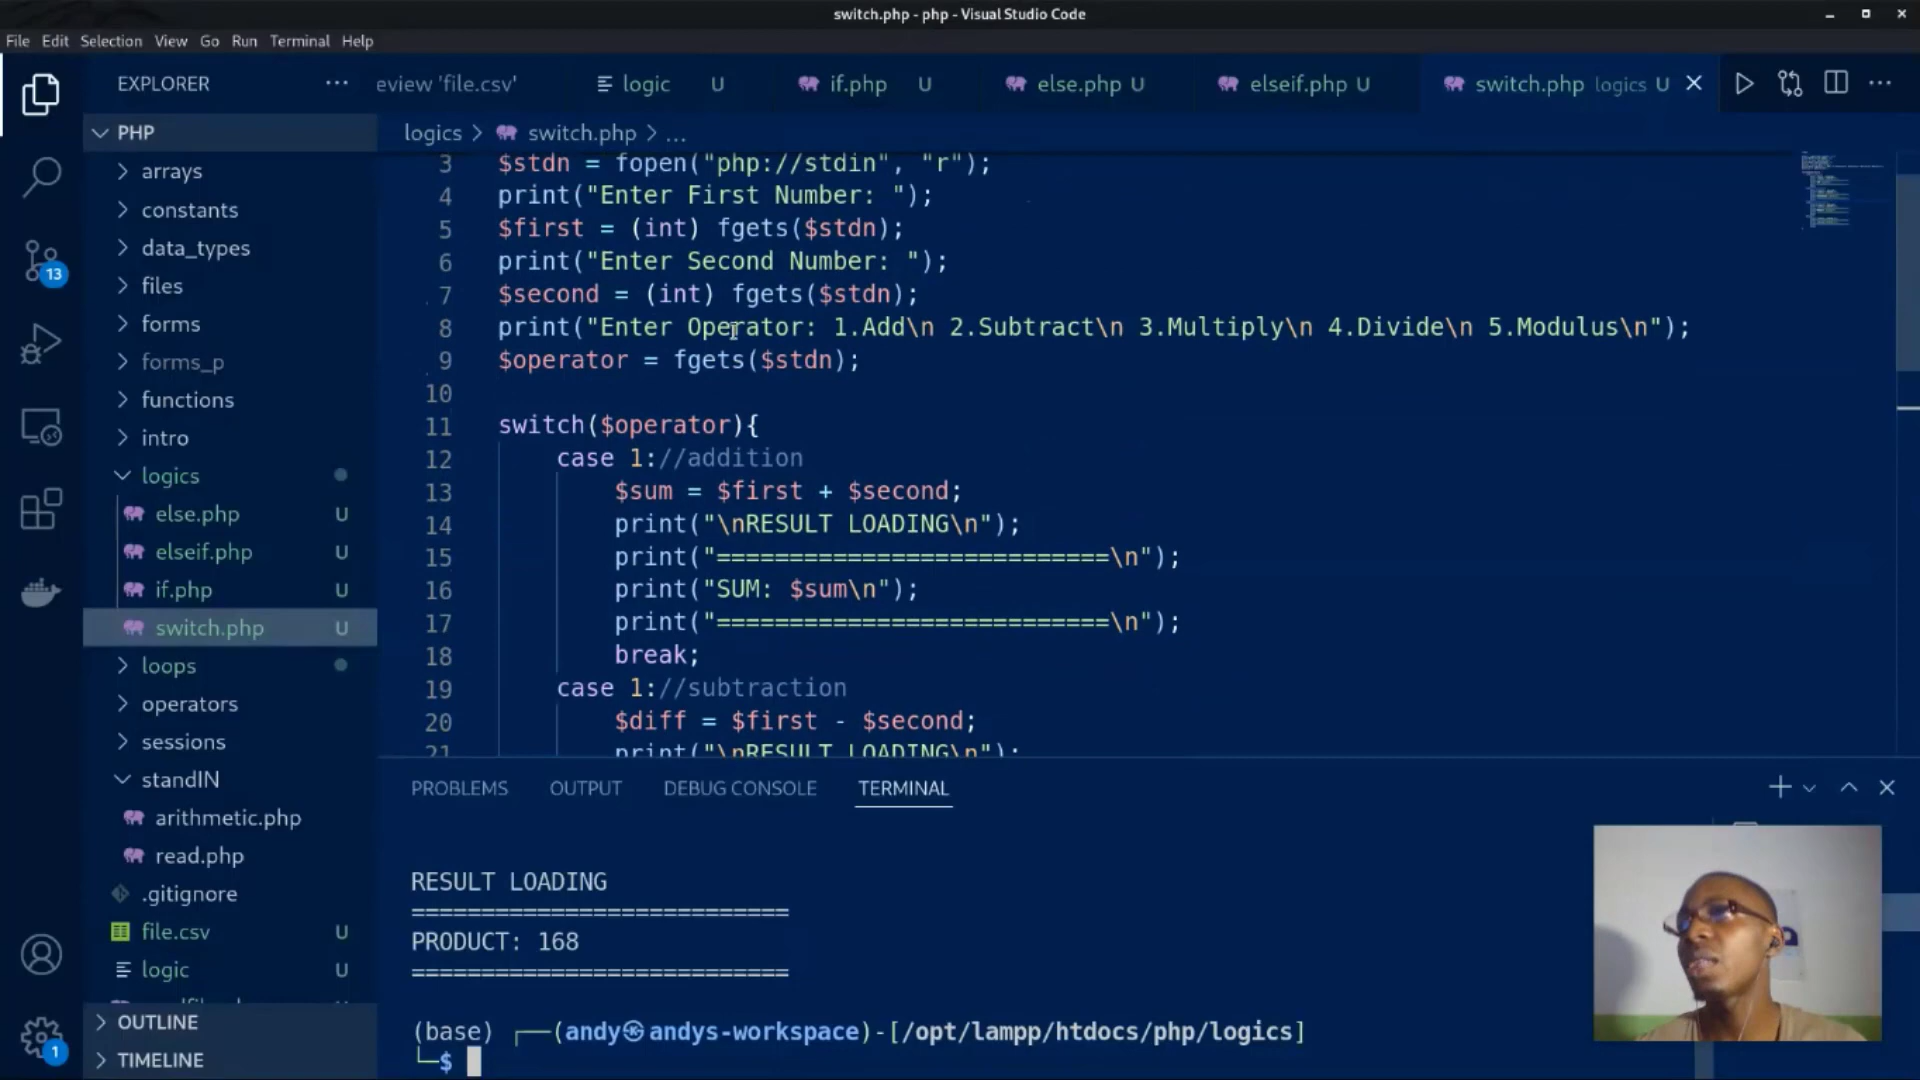 switch.php - php - Visual Studio Code
File Edit Selection View Go Run Terminal Help
EXPLORER
eview 'file.csv'
logic U
if.php U
else.php U
elseif.php U
switch.php logics U
PHP
arrays
constants
data_types
files
forms
forms_p
functions
intro
logics
else.php U
elseif.php U
if.php U
switch.php U
loops
operators
sessions
standIN
arithmetic.php
read.php
.gitignore
file.csv U
logic U
OUTLINE
TIMELINE
13
1
logics > switch.php > ...
3 $stdn = fopen("php://stdin", "r");
4 print("Enter First Number: ");
5 $first = (int) fgets($stdn);
6 print("Enter Second Number: ");
7 $second = (int) fgets($stdn);
8 print("Enter Operator: 1.Add\n 2.Subtract\n 3.Multiply\n 4.Divide\n 5.Modulus\n");
9 $operator = fgets($stdn);
10
11 switch($operator){
12 case 1://addition
13 $sum = $first + $second;
14 print("\nRESULT LOADING\n");
15 print("===========================\n");
16 print("SUM: $sum\n");
17 print("===========================\n");
18 break;
19 case 1://subtraction
20 $diff = $first - $second;
21 print("\nRESULT LOADING\n");
PROBLEMS OUTPUT DEBUG CONSOLE TERMINAL
RESULT LOADING
===========================
PRODUCT: 168
===========================
(base) ┌──(andy㉿andys-workspace)-[/opt/lampp/htdocs/php/logics]
└─$